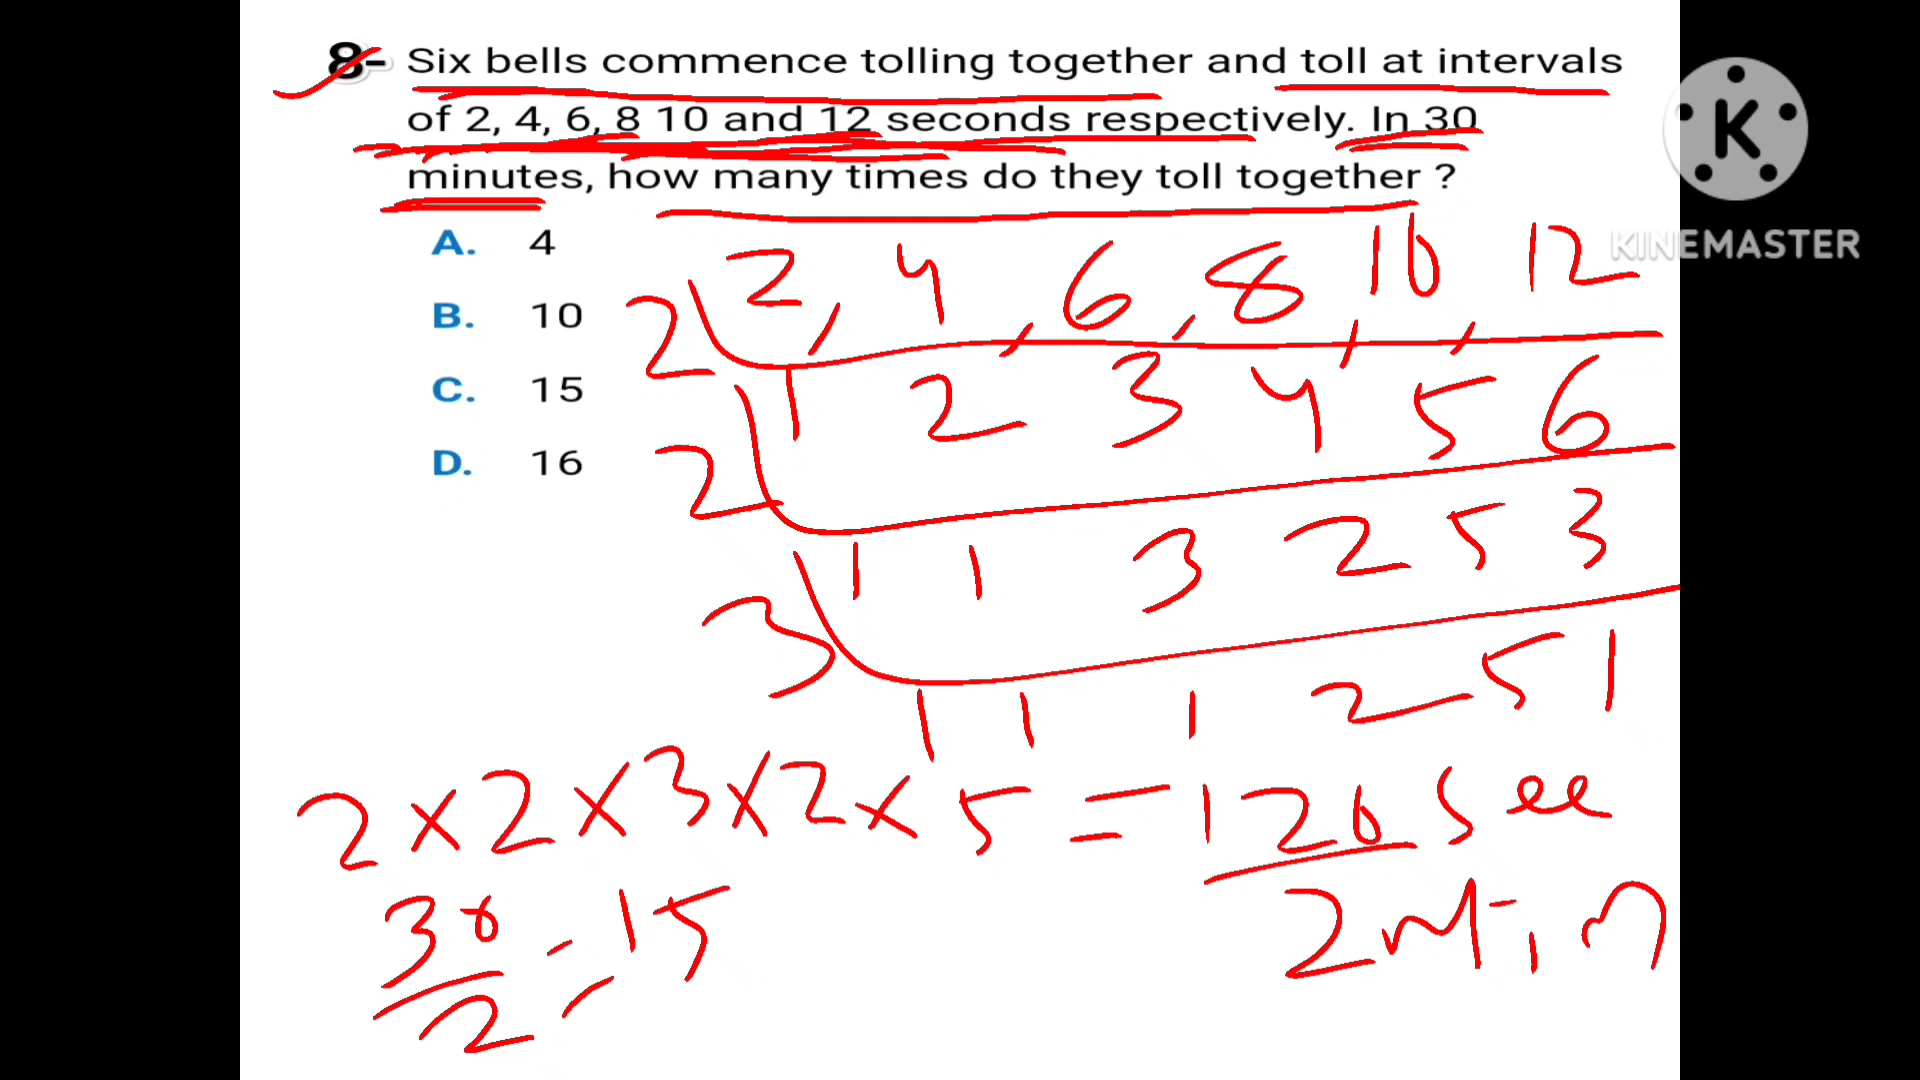 8- Six bells commence tolling together and toll at intervals
of 2, 4, 6, 8 10 and 12 seconds respectively. In 30
minutes, how many times do they toll together ?
A. 4
B. 10
C. 15
D. 16
K
KINEMASTER
2 2, 4, 6, 8, 10, 12
2 1 2 3 4 5 6
3 1 1 3 2 5 3
1 1 1 2 5 1
2 × 2 × 3 × 2 × 5 = 120 Sec
2 Min
30/2 = 15